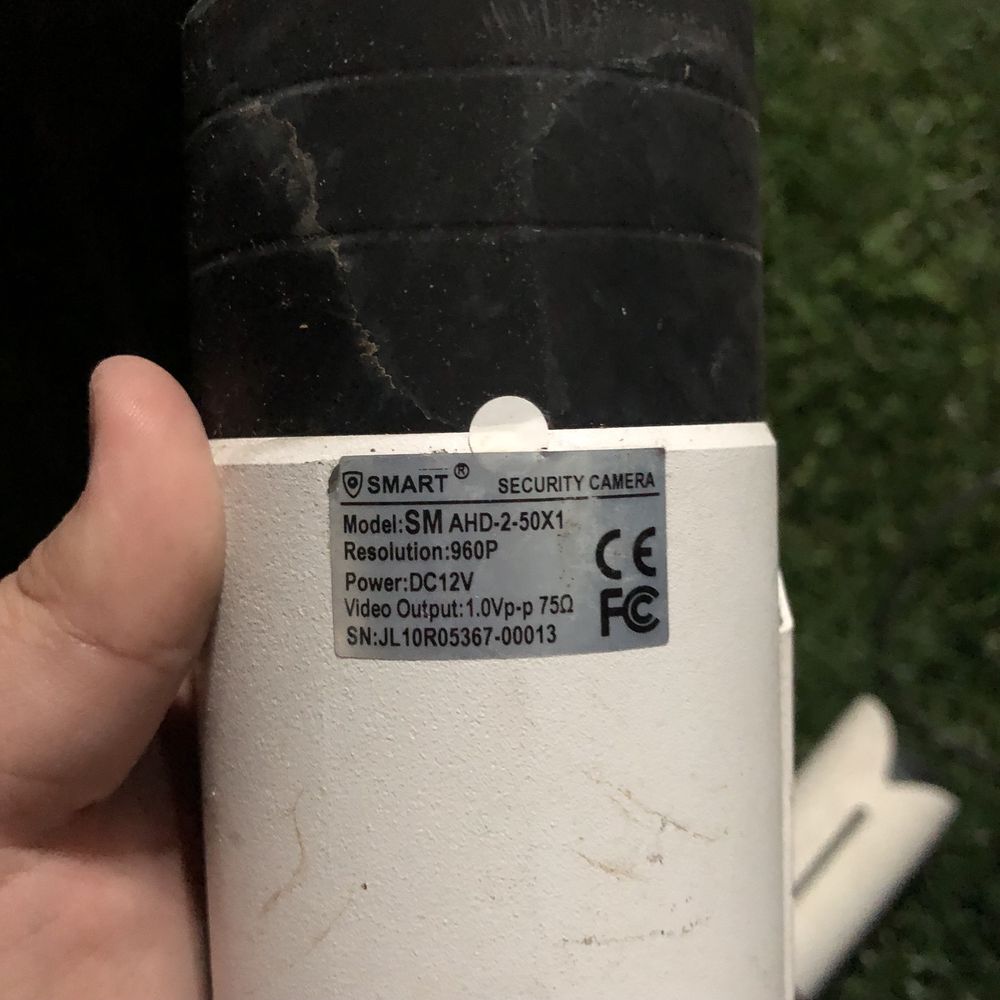 SMART ® SECURITY CAMERA
Model:SM AHD-2-50X1
Resolution:960P
Power:DC12V
Video Output:1.0Vp-p 75Ω
SN:JL10R05367-00013
CE
FC